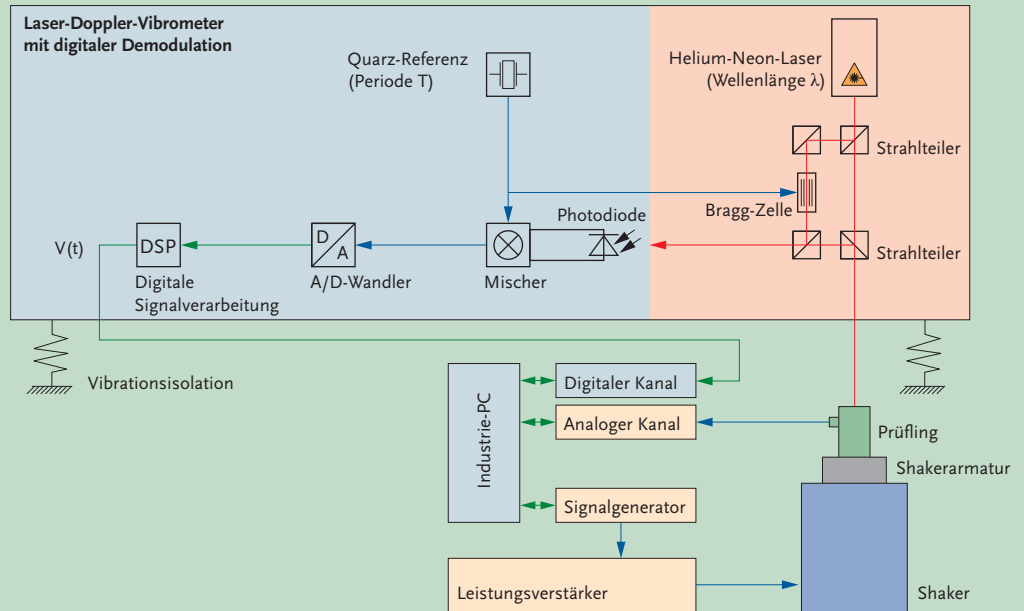 Laser-Doppler-Vibrometer
mit digitaler Demodulation
Quarz-Referenz
(Periode T)
Helium-Neon-Laser
(Wellenlänge λ)
Strahlteiler
Bragg-Zelle
Photodiode
V(t)
DSP
D
A
Strahlteiler
Digitale
Signalverarbeitung
A/D-Wandler
Mischer
Vibrationsisolation
Industrie-PC
Digitaler Kanal
Analoger Kanal
Prüfling
Shakerarmatur
Signalgenerator
Leistungsverstärker
Shaker